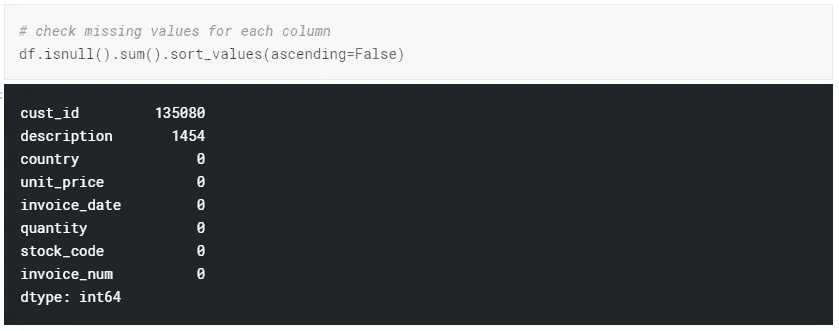 # check missing values for each column
df.isnull().sum().sort_values(ascending=False)
cust_id 135080
description 1454
country 0
unit_price 0
invoice_date 0
quantity 0
stock_code 0
invoice_num 0
dtype: int64